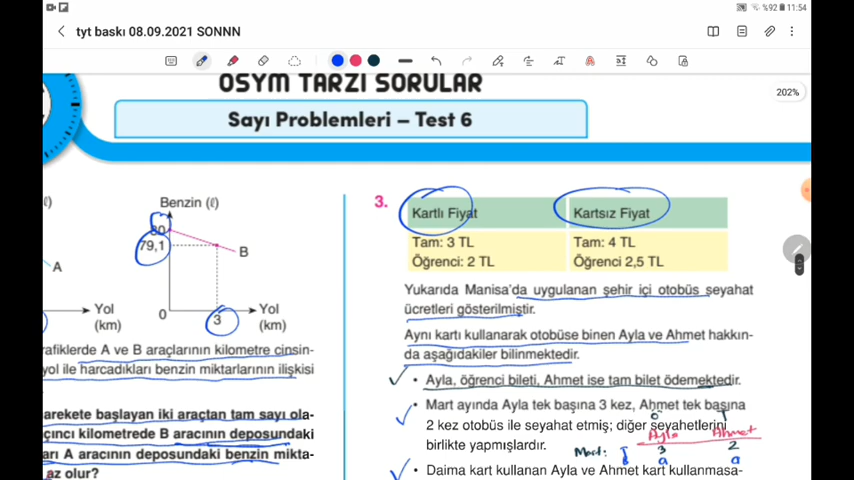 %92 11:54
tyt baskı 08.09.2021 SONNN
202%
ÖSYM TARZI SORULAR
Sayı Problemleri – Test 6
Benzin (ℓ)
80
79,1
B
A
0
3
Yol
(km)
Yol
(km)
rafiklerde A ve B araçlarının kilometre cinsin-
yol ile harcadıkları benzin miktarlarının ilişkisi
arekete başlayan iki araçtan tam sayı ola-
çıncı kilometrede B aracının deposundaki
arı A aracının deposundaki benzin mikta-
az olur?
3.
Kartlı Fiyat
Kartsız Fiyat
Tam: 3 TL
Tam: 4 TL
Öğrenci: 2 TL
Öğrenci 2,5 TL
Yukarıda Manisa'da uygulanan şehir içi otobüs seyahat
ücretleri gösterilmiştir.
Aynı kartı kullanarak otobüse binen Ayla ve Ahmet hakkın-
da aşağıdakiler bilinmektedir.
• Ayla, öğrenci bileti, Ahmet ise tam bilet ödemektedir.
• Mart ayında Ayla tek başına 3 kez, Ahmet tek başına
2 kez otobüs ile seyahat etmiş; diğer seyahetlerini
birlikte yapmışlardır.
Ö T
Ayla Ahmet
Mart: T 3 2
B a a
• Daima kart kullanan Ayla ve Ahmet kart kullanmasa-